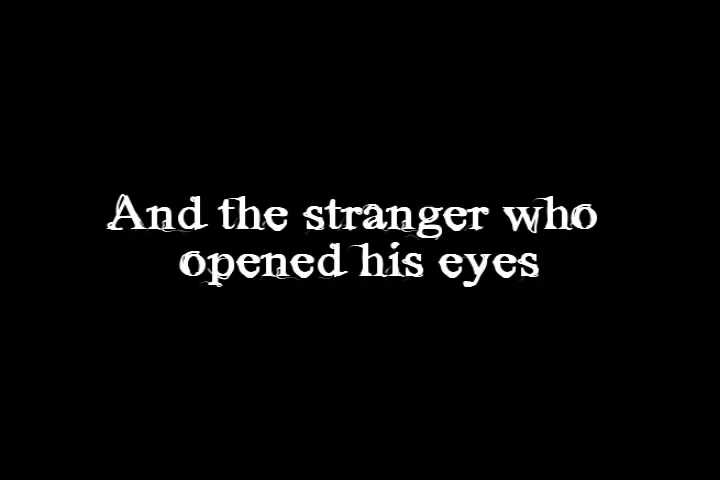 And the stranger who
opened his eyes